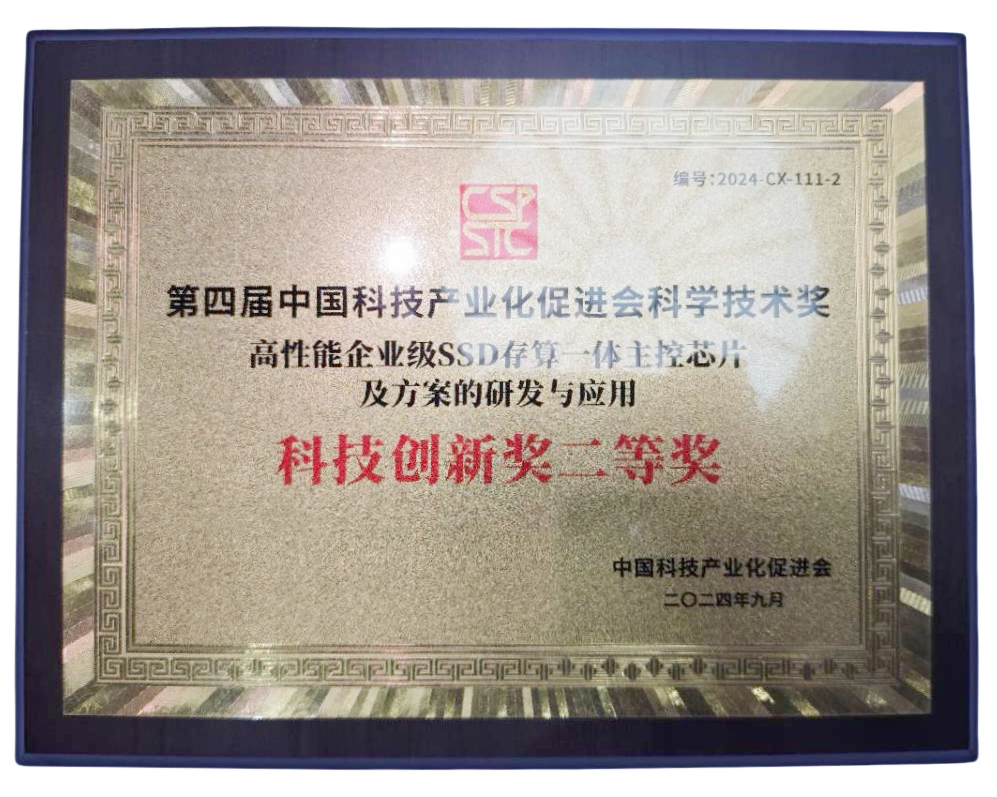 编号:2024-CX-111-2
CSP
STC
第四届中国科技产业化促进会科学技术奖
高性能企业级SSD存算一体主控芯片
及方案的研发与应用
科技创新奖二等奖
中国科技产业化促进会
二〇二四年九月